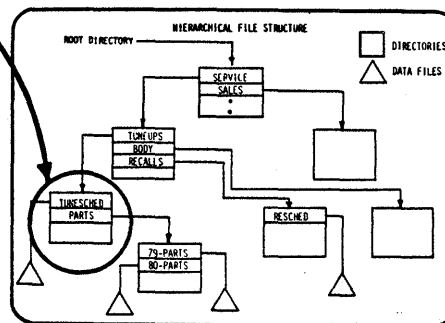 HIERARCHICAL FILE STRUCTURE
ROOT DIRECTORY
DIRECTORIES
DATA FILES
SERVICE
SALES
TUNEUPS
BODY
RECALLS
TUNESCHED
PARTS
RESCHED
79-PARTS
80-PARTS